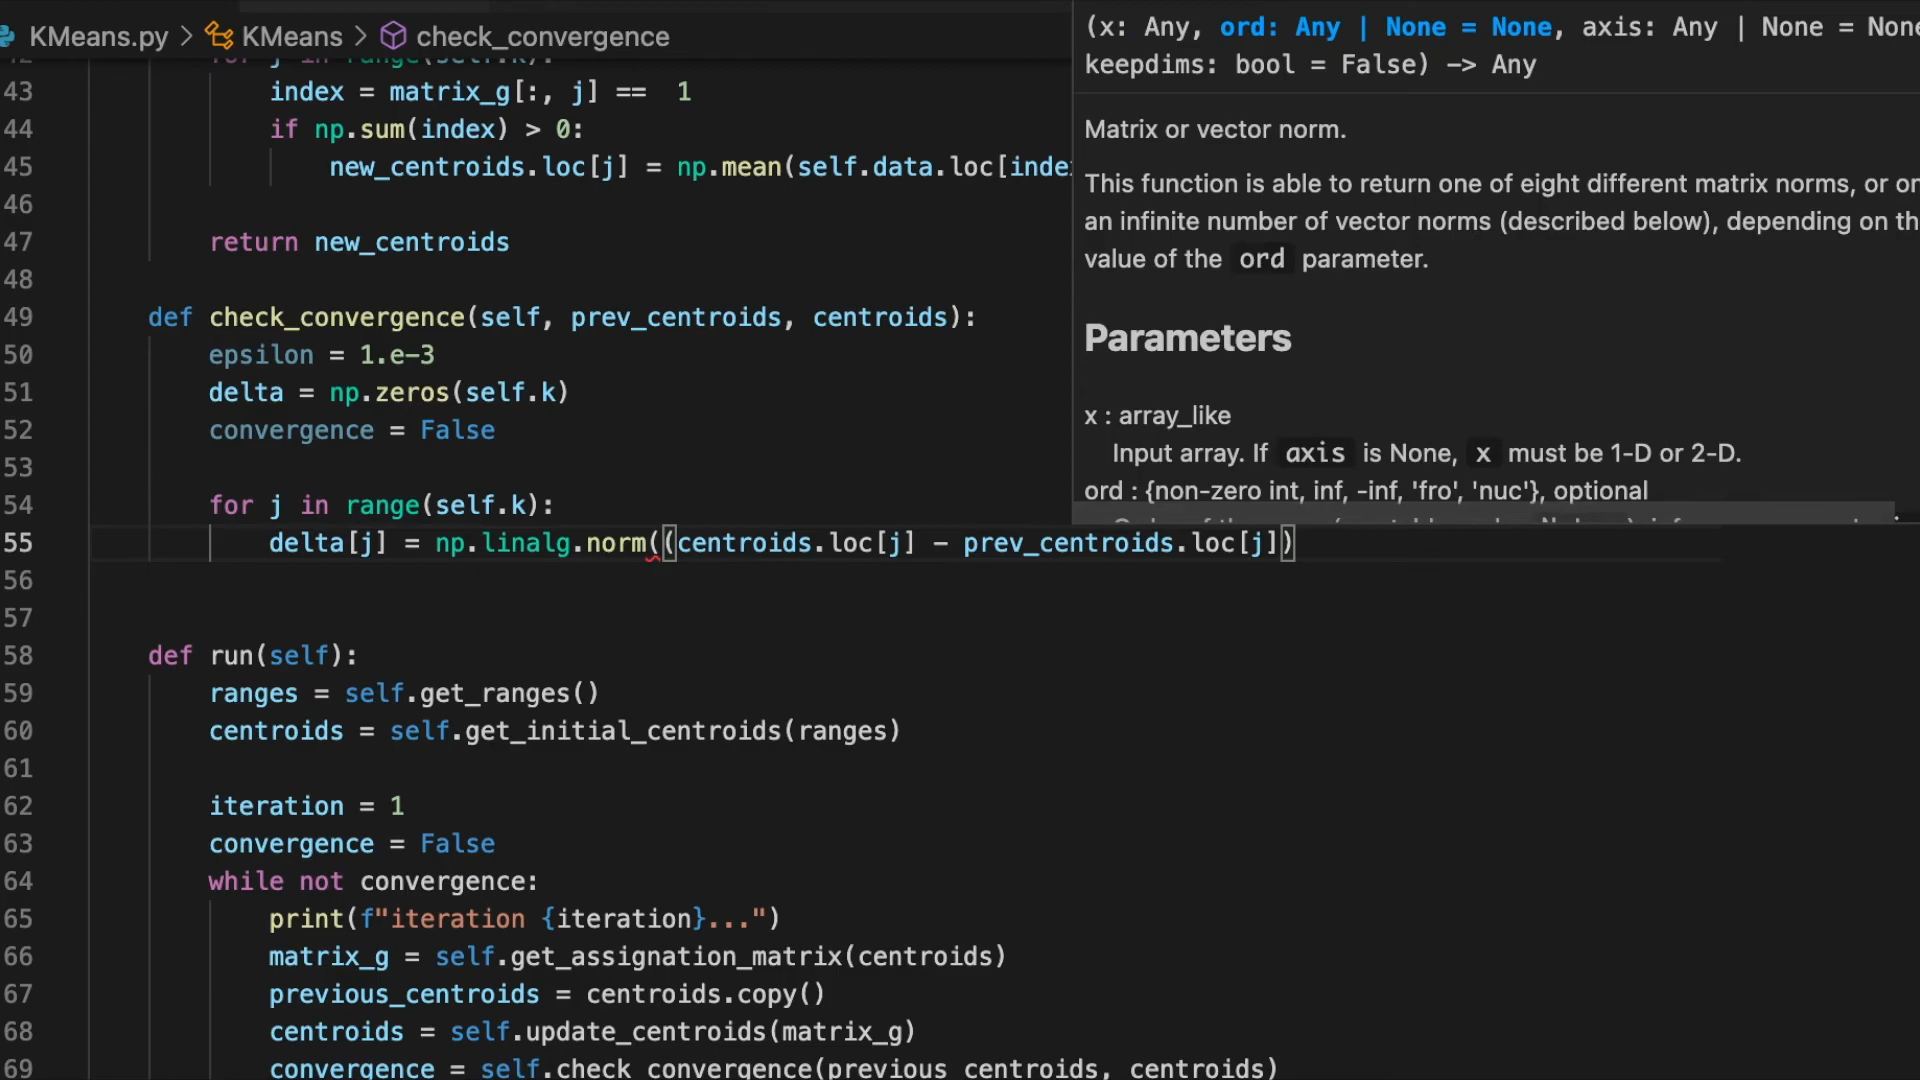 KMeans.py > KMeans > check_convergence
for j in range(self.k):
43 index = matrix_g[:, j] ==  1
44 if np.sum(index) > 0:
45 new_centroids.loc[j] = np.mean(self.data.loc[inde
46
47 return new_centroids
48
49 def check_convergence(self, prev_centroids, centroids):
50 epsilon = 1.e-3
51 delta = np.zeros(self.k)
52 convergence = False
53
54 for j in range(self.k):
55 delta[j] = np.linalg.norm((centroids.loc[j] - prev_centroids.loc[j])
56
57
58 def run(self):
59 ranges = self.get_ranges()
60 centroids = self.get_initial_centroids(ranges)
61
62 iteration = 1
63 convergence = False
64 while not convergence:
65 print(f"iteration {iteration}...")
66 matrix_g = self.get_assignation_matrix(centroids)
67 previous_centroids = centroids.copy()
68 centroids = self.update_centroids(matrix_g)
69 convergence = self.check_convergence(previous_centroids, centroids)
(x: Any, ord: Any | None = None, axis: Any | None = None
keepdims: bool = False) -> Any
Matrix or vector norm.
This function is able to return one of eight different matrix norms, or on
an infinite number of vector norms (described below), depending on th
value of the ord parameter.
Parameters
x : array_like
Input array. If axis is None, x must be 1-D or 2-D.
ord : {non-zero int, inf, -inf, 'fro', 'nuc'}, optional